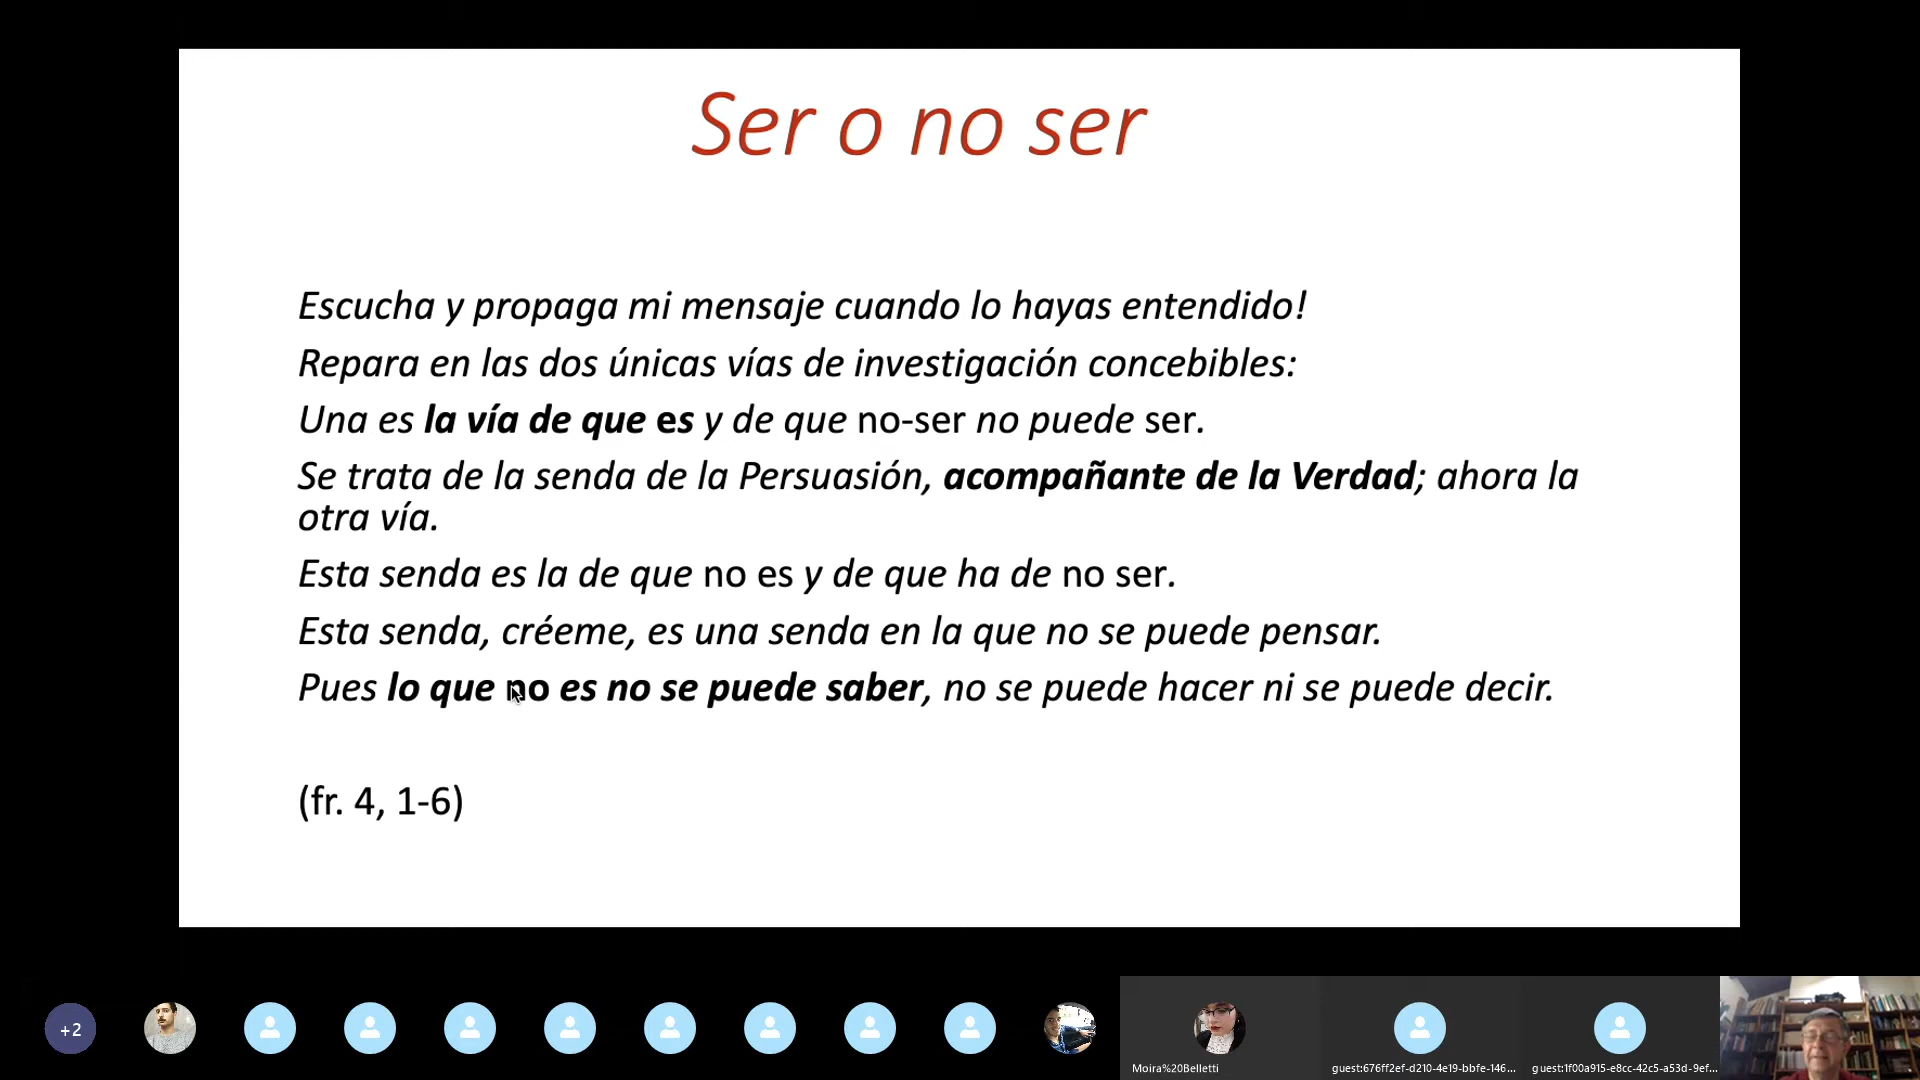 Ser o no ser
Escucha y propaga mi mensaje cuando lo hayas entendido!
Repara en las dos únicas vías de investigación concebibles:
Una es la vía de que es y de que no-ser no puede ser.
Se trata de la senda de la Persuasión, acompañante de la Verdad; ahora la
otra vía.
Esta senda es la de que no es y de que ha de no ser.
Esta senda, créeme, es una senda en la que no se puede pensar.
Pues lo que no es no se puede saber, no se puede hacer ni se puede decir.
(fr. 4, 1-6)
+2
Moira%20Belletti
guest:676ff2ef-d210-4e19-bbfe-146...
guest:1f00a915-e8cc-42c5-a53d-9ef...